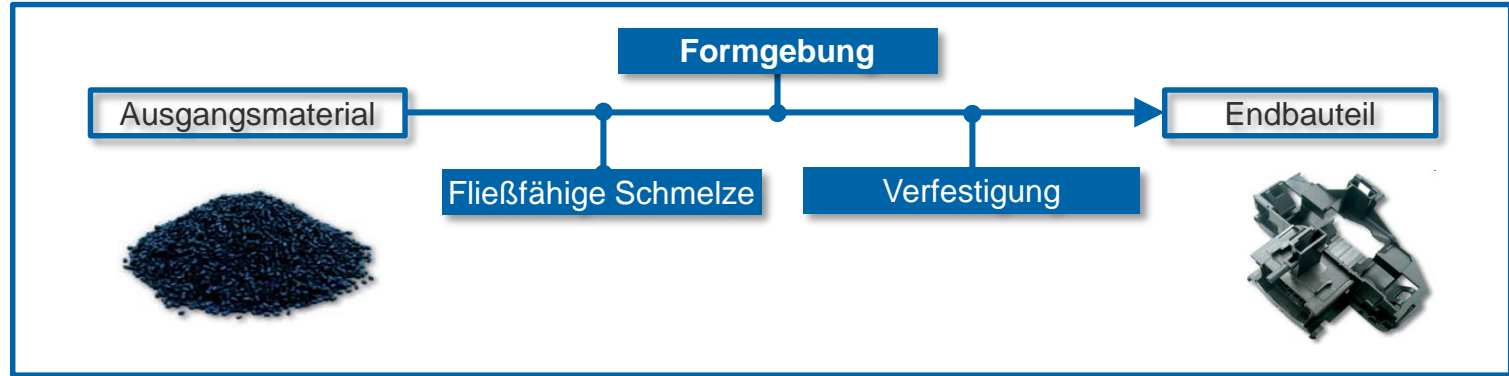 Formgebung
Ausgangsmaterial
Endbauteil
Fließfähige Schmelze
Verfestigung